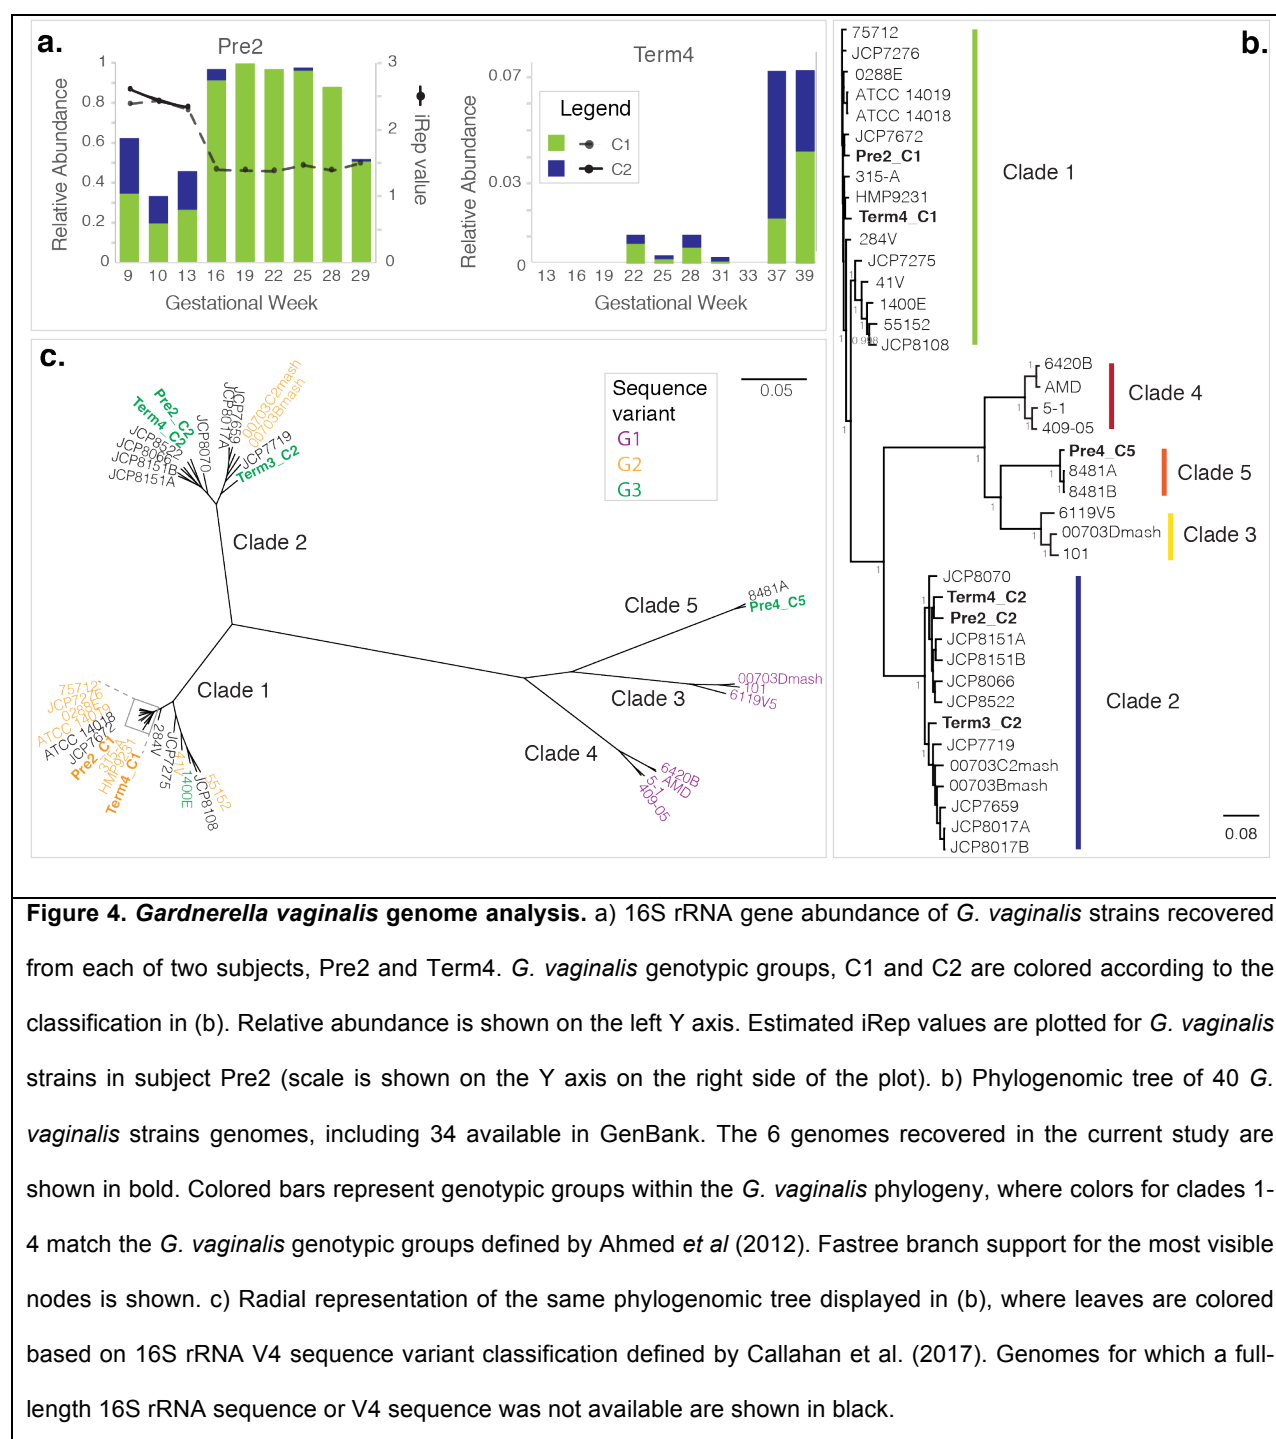 a.
Pre2
Relative Abundance
1
0.8
0.6
0.4
0.2
0
3
2
1
0
iRep value
9 10 13 16 19 22 25 28 29
Gestational Week
Term4
Relative Abundance
0.07
0.03
0
Legend
C1
C2
13 16 19 22 25 28 31 33 37 39
Gestational Week
b.
75712
JCP7276
0288E
ATCC 14019
ATCC 14018
JCP7672
Pre2_C1
315-A
HMP9231
Term4_C1
284V
JCP7275
41V
1400E
55152
JCP8108
Clade 1
6420B
AMD
5-1
409-05
Clade 4
Pre4_C5
8481A
8481B
Clade 5
6119V5
00703Dmash
101
Clade 3
JCP8070
Term4_C2
Pre2_C2
JCP8151A
JCP8151B
JCP8066
JCP8522
Term3_C2
JCP7719
00703C2mash
00703Bmash
JCP7659
JCP8017A
JCP8017B
Clade 2
0.08
c.
Sequence
variant
G1
G2
G3
0.05
Pre2_C2
Term4_C2
JCP8522
JCP8066
JCP8151B
JCP8151A
JCP8070
JCP8017A
JCP7659
00703C2mash
00703Bmash
JCP7719
Term3_C2
Clade 2
Clade 5
8481A
Pre4_C5
Clade 3
00703Dmash
101
6119V5
Clade 4
6420B
AMD
5-1
409-05
Clade 1
75712
JCP7276
0288E
ATCC 14019
ATCC 14018
JCP7672
Pre2_C1
315-A
HMP9231
Term4_C1
284V
JCP7275
41V
1400E
JCP8108
55152
Figure 4. Gardnerella vaginalis genome analysis. a) 16S rRNA gene abundance of G. vaginalis strains recovered
from each of two subjects, Pre2 and Term4. G. vaginalis genotypic groups, C1 and C2 are colored according to the
classification in (b). Relative abundance is shown on the left Y axis. Estimated iRep values are plotted for G. vaginalis
strains in subject Pre2 (scale is shown on the Y axis on the right side of the plot). b) Phylogenomic tree of 40 G.
vaginalis strains genomes, including 34 available in GenBank. The 6 genomes recovered in the current study are
shown in bold. Colored bars represent genotypic groups within the G. vaginalis phylogeny, where colors for clades 1-
4 match the G. vaginalis genotypic groups defined by Ahmed et al (2012). Fastree branch support for the most visible
nodes is shown. c) Radial representation of the same phylogenomic tree displayed in (b), where leaves are colored
based on 16S rRNA V4 sequence variant classification defined by Callahan et al. (2017). Genomes for which a full-
length 16S rRNA sequence or V4 sequence was not available are shown in black.